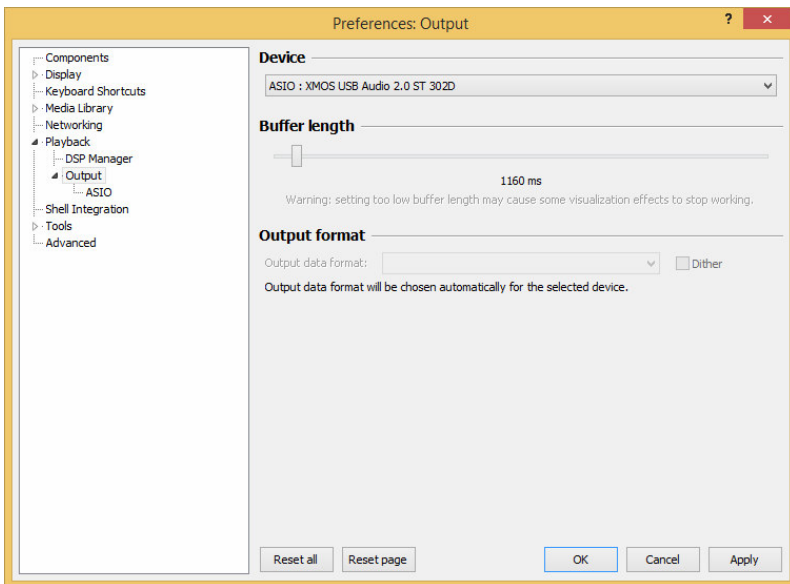 Preferences: Output
?
×
Components
Display
Keyboard Shortcuts
Media Library
Networking
Playback
DSP Manager
Output
ASIO
Shell Integration
Tools
Advanced
Device
ASIO : XMOS USB Audio 2.0 ST 302D
Buffer length
1160 ms
Warning: setting too low buffer length may cause some visualization effects to stop working.
Output format
Output data format:
Dither
Output data format will be chosen automatically for the selected device.
Reset all
Reset page
OK
Cancel
Apply